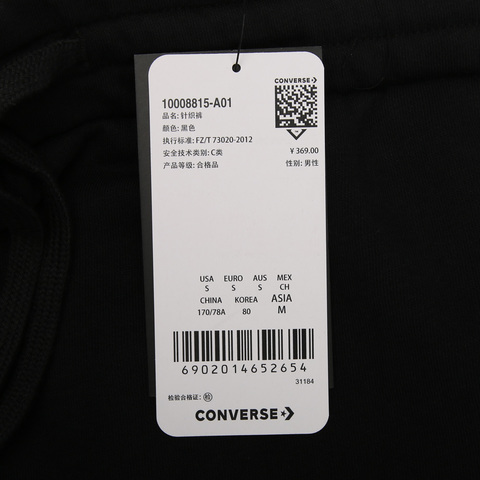 CONVERSE
10008815-A01
品名: 针织裤
颜色: 黑色
执行标准: FZ/T 73020-2012
安全技术类别: C类
产品等级: 合格品
¥ 369.00
性别: 男性
USA EURO AUS MEX
S S S CH
CHINA KOREA ASIA
170/78A 80 M
6902014652654
31184
检验合格证: 检
CONVERSE